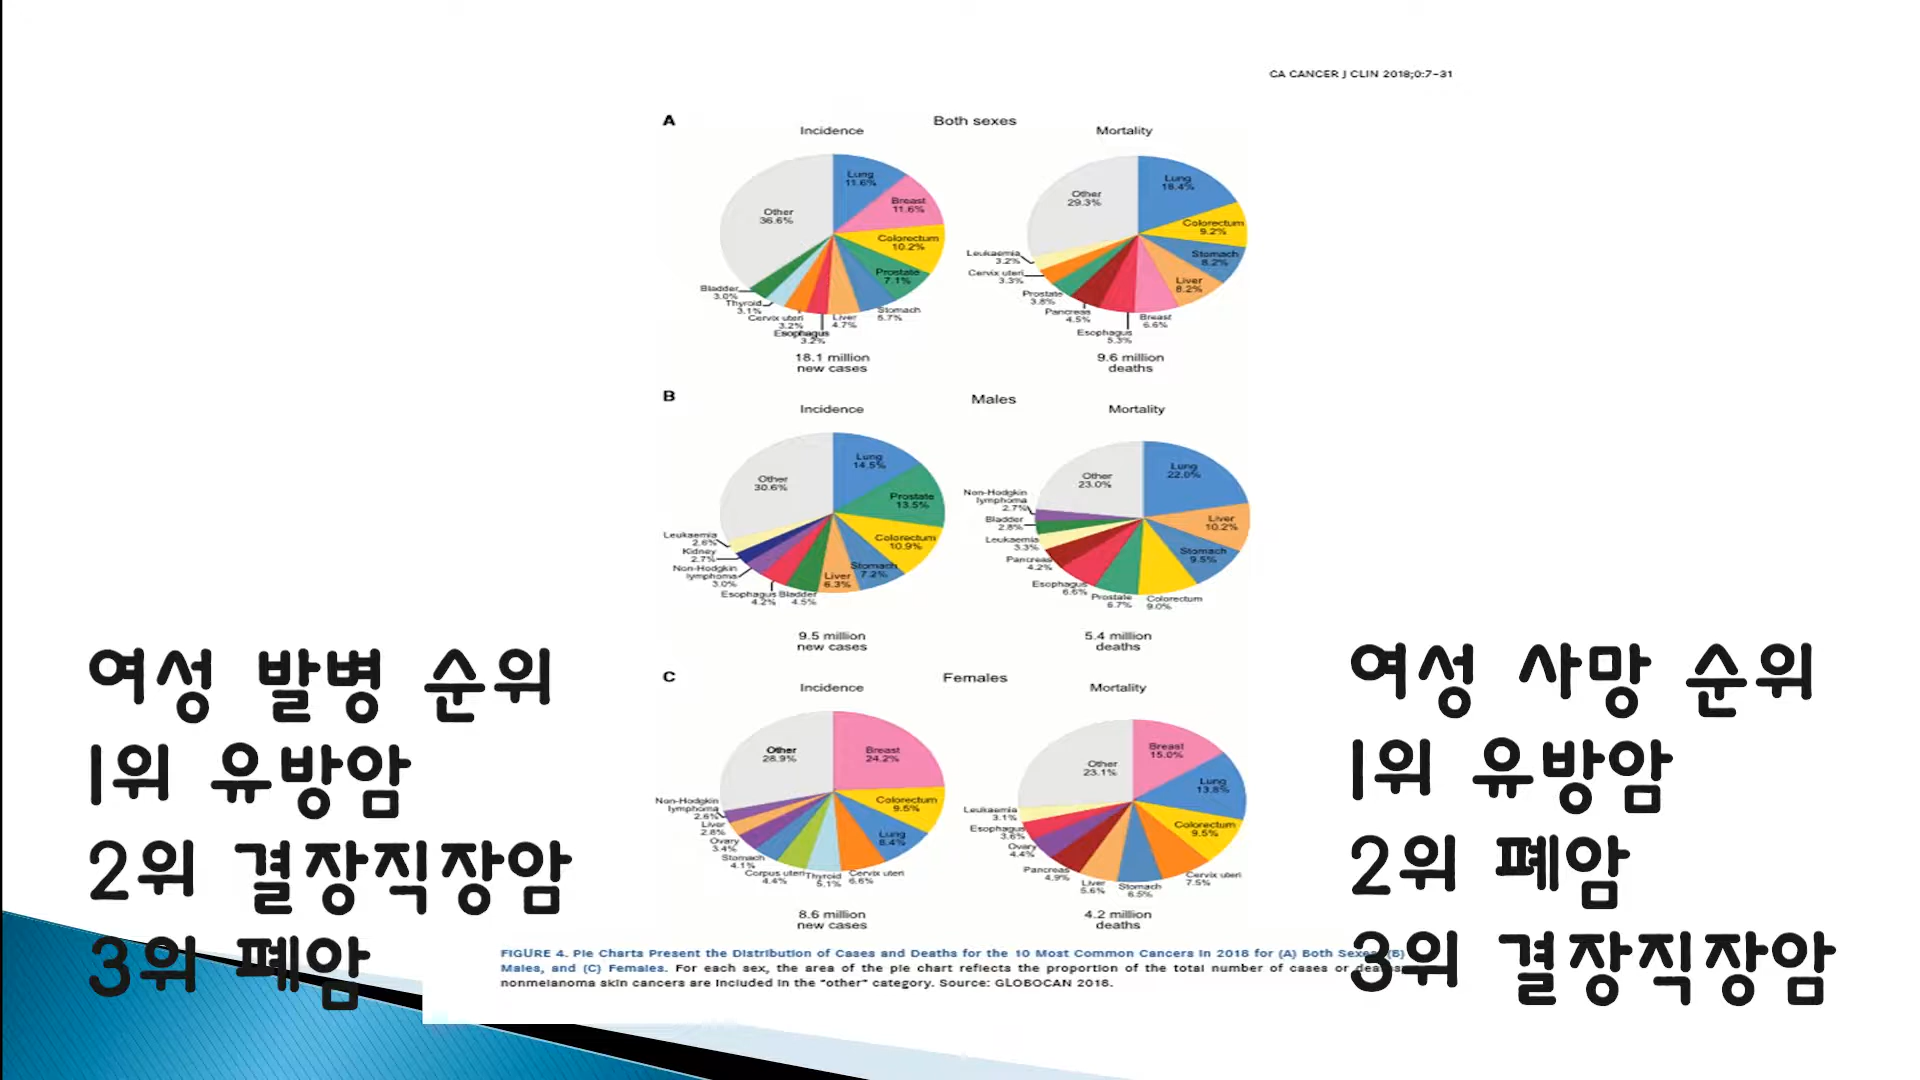 CA CANCER J CLIN 2018;0:7–31
A
Both sexes
Incidence
Mortality
Lung
11.6%
Breast
11.6%
Colorectum
10.2%
Prostate
7.1%
Stomach
5.7%
Liver
4.7%
Esophagus
3.2%
Cervix uteri
3.2%
Thyroid
3.1%
Bladder
3.0%
Other
36.6%
18.1 million
new cases
Lung
18.4%
Colorectum
9.2%
Stomach
8.2%
Liver
8.2%
Breast
6.6%
Esophagus
5.3%
Pancreas
4.5%
Prostate
3.8%
Cervix uteri
3.3%
Leukaemia
3.2%
Other
29.3%
9.6 million
deaths
B
Males
Incidence
Mortality
Lung
14.5%
Prostate
13.5%
Colorectum
10.9%
Stomach
7.2%
Liver
6.3%
Bladder
4.5%
Esophagus
4.2%
Non-Hodgkin
lymphoma
3.0%
Kidney
2.7%
Leukaemia
2.6%
Other
30.6%
9.5 million
new cases
Lung
22.0%
Liver
10.2%
Stomach
9.5%
Colorectum
9.0%
Prostate
6.7%
Esophagus
6.6%
Pancreas
4.2%
Leukaemia
3.3%
Bladder
2.8%
Non-Hodgkin
lymphoma
2.7%
Other
23.0%
5.4 million
deaths
C
Females
Incidence
Mortality
Breast
24.2%
Colorectum
9.5%
Lung
8.4%
Cervix uteri
6.6%
Thyroid
5.1%
Corpus uteri
4.4%
Stomach
4.1%
Ovary
3.4%
Liver
2.8%
Non-Hodgkin
lymphoma
2.6%
Other
28.9%
8.6 million
new cases
Breast
15.0%
Lung
13.8%
Colorectum
9.5%
Cervix uteri
7.5%
Stomach
6.5%
Liver
5.6%
Pancreas
4.9%
Ovary
4.4%
Esophagus
3.6%
Leukaemia
3.1%
Other
23.1%
4.2 million
deaths
여성 발병 순위
1위 유방암
2위 결장직장암
3위 폐암
여성 사망 순위
1위 유방암
2위 폐암
3위 결장직장암
FIGURE 4. Pie Charts Present the Distribution of Cases and Deaths for the 10 Most Common Cancers in 2018 for (A) Both Sexes, (B)
Males, and (C) Females. For each sex, the area of the pie chart reflects the proportion of the total number of cases or deaths;
nonmelanoma skin cancers are included in the "other" category. Source: GLOBOCAN 2018.